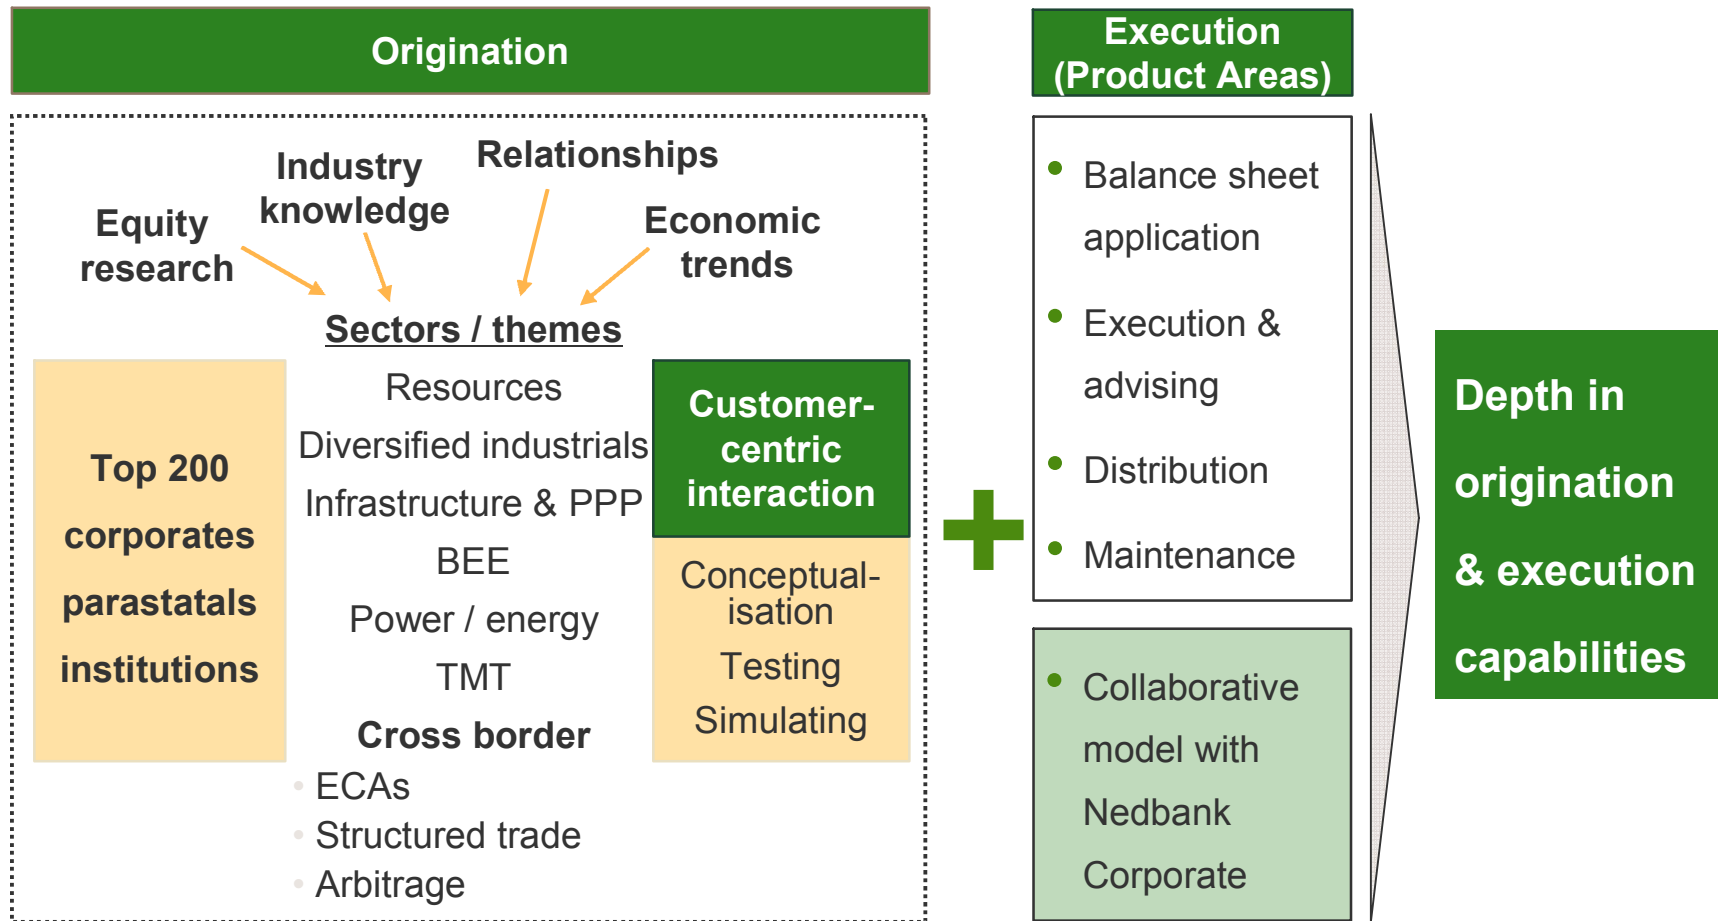 Origination
Execution
(Product Areas)
Equity
research
Industry
knowledge
Relationships
Economic
trends
Sectors / themes
Resources
Diversified industrials
Infrastructure & PPP
BEE
Power / energy
TMT
Cross border
• ECAs
• Structured trade
• Arbitrage
Top 200
corporates
parastatals
institutions
Customer-
centric
interaction
Conceptual-
isation
Testing
Simulating
• Balance sheet
application
• Execution &
advising
• Distribution
• Maintenance
• Collaborative
model with
Nedbank
Corporate
Depth in
origination
& execution
capabilities